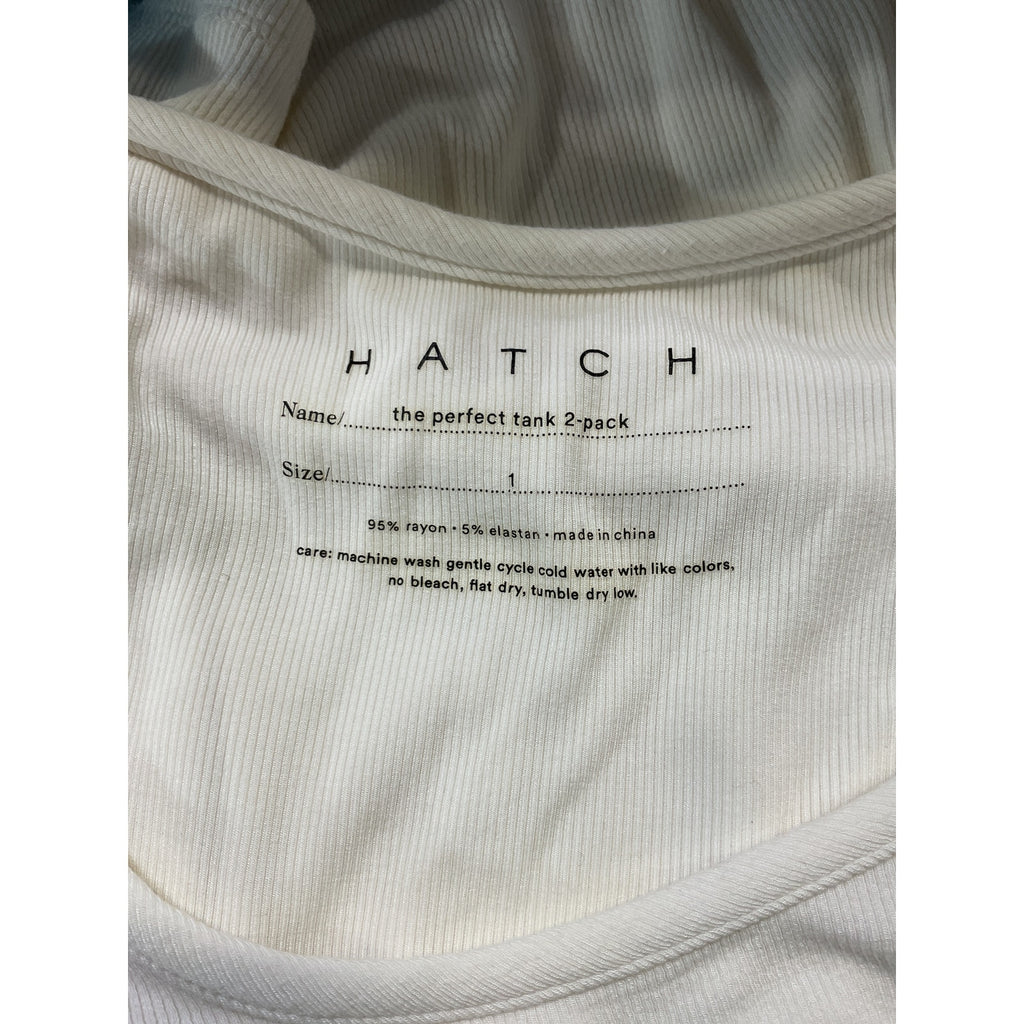 HATCH
Name/ the perfect tank 2-pack
Size/ 1
95% rayon • 5% elastan • made in china
care: machine wash gentle cycle cold water with like colors,
no bleach, flat dry, tumble dry low.